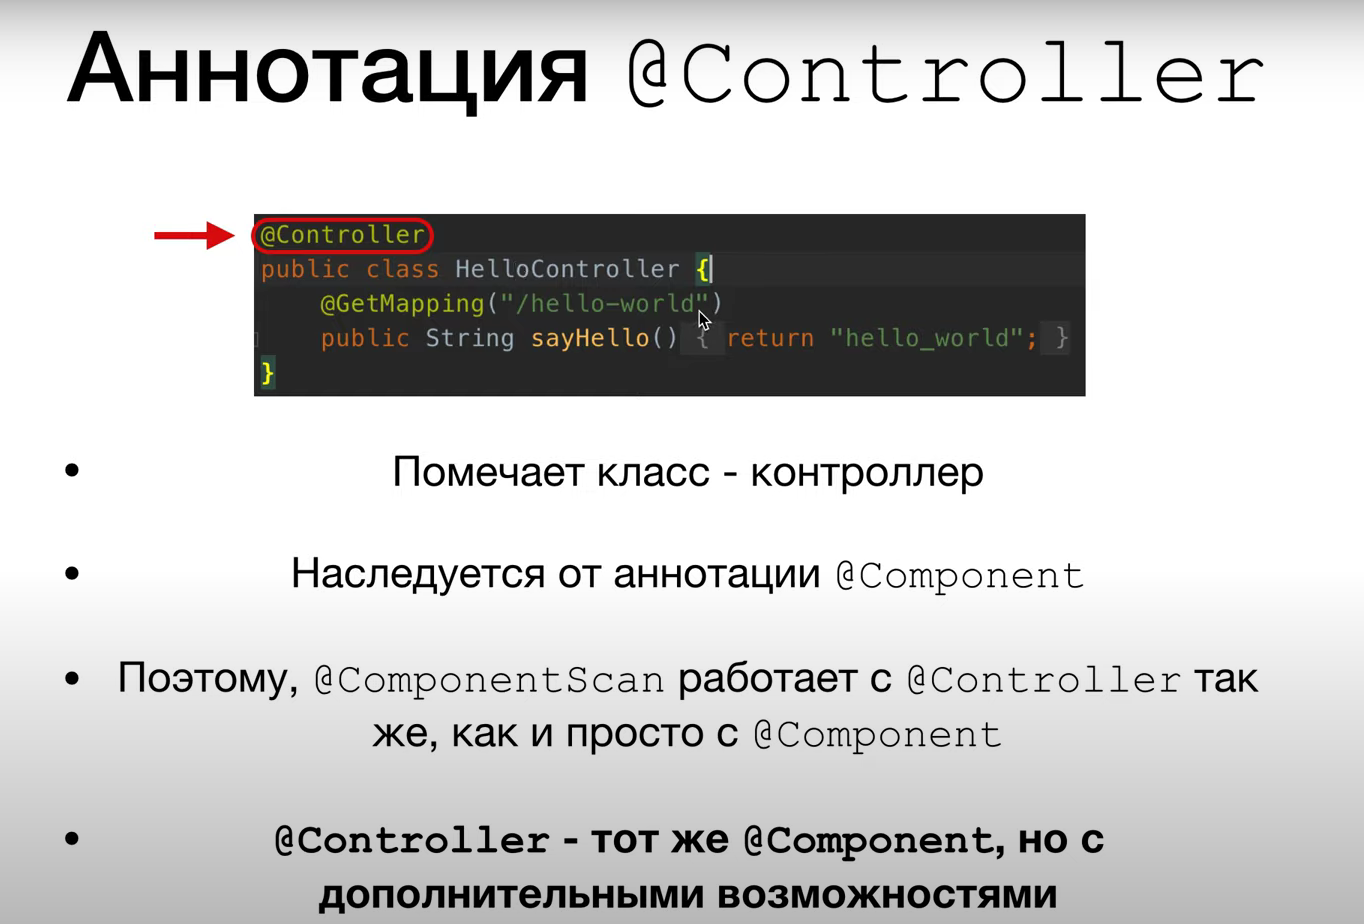 Аннотация @Controller
@Controller
public class HelloController {
@GetMapping("/hello-world")
public String sayHello() { return "hello_world"; }
}
• Помечает класс - контроллер
• Наследуется от аннотации @Component
• Поэтому, @ComponentScan работает с @Controller так
же, как и просто с @Component
• @Controller - тот же @Component, но с
дополнительными возможностями